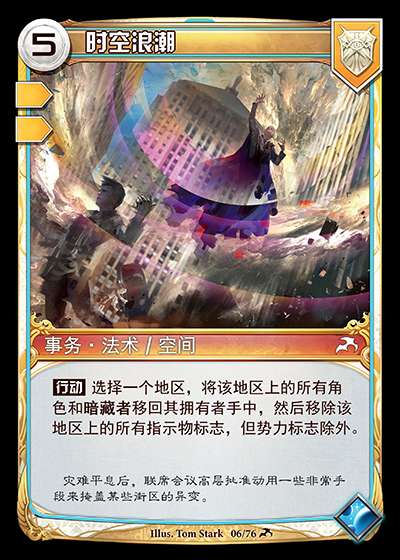 5
时空浪潮
事务·法术 / 空间
行动 选择一个地区，将该地区上的所有角
色和暗藏者移回其拥有者手中，然后移除该
地区上的所有指示物标志，但势力标志除外。
灾难平息后，联席会议高层批准动用一些非常手
段来掩盖某些街区的异变。
Illus. Tom Stark 06/76